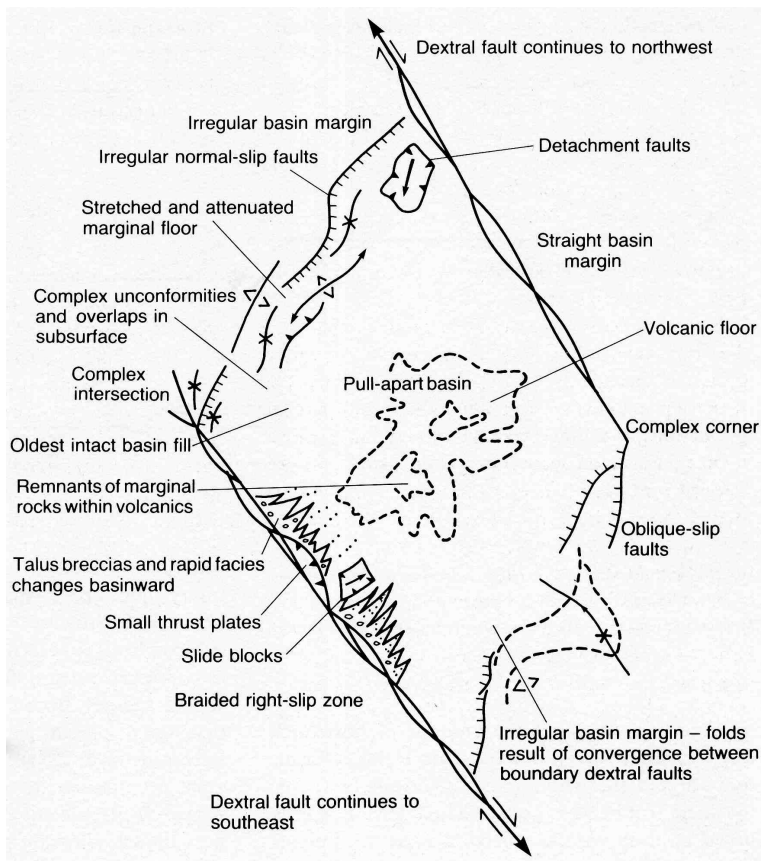 Dextral fault continues to northwest
Irregular basin margin
Irregular normal-slip faults
Detachment faults
Stretched and attenuated
marginal floor
Straight basin
margin
Complex unconformities
and overlaps in
subsurface
Volcanic floor
Complex
intersection
Pull-apart basin
Complex corner
Oldest intact basin fill
Remnants of marginal
rocks within volcanics
Oblique-slip
faults
Talus breccias and rapid facies
changes basinward
Small thrust plates
Slide blocks
Braided right-slip zone
Irregular basin margin – folds
result of convergence between
boundary dextral faults
Dextral fault continues to
southeast